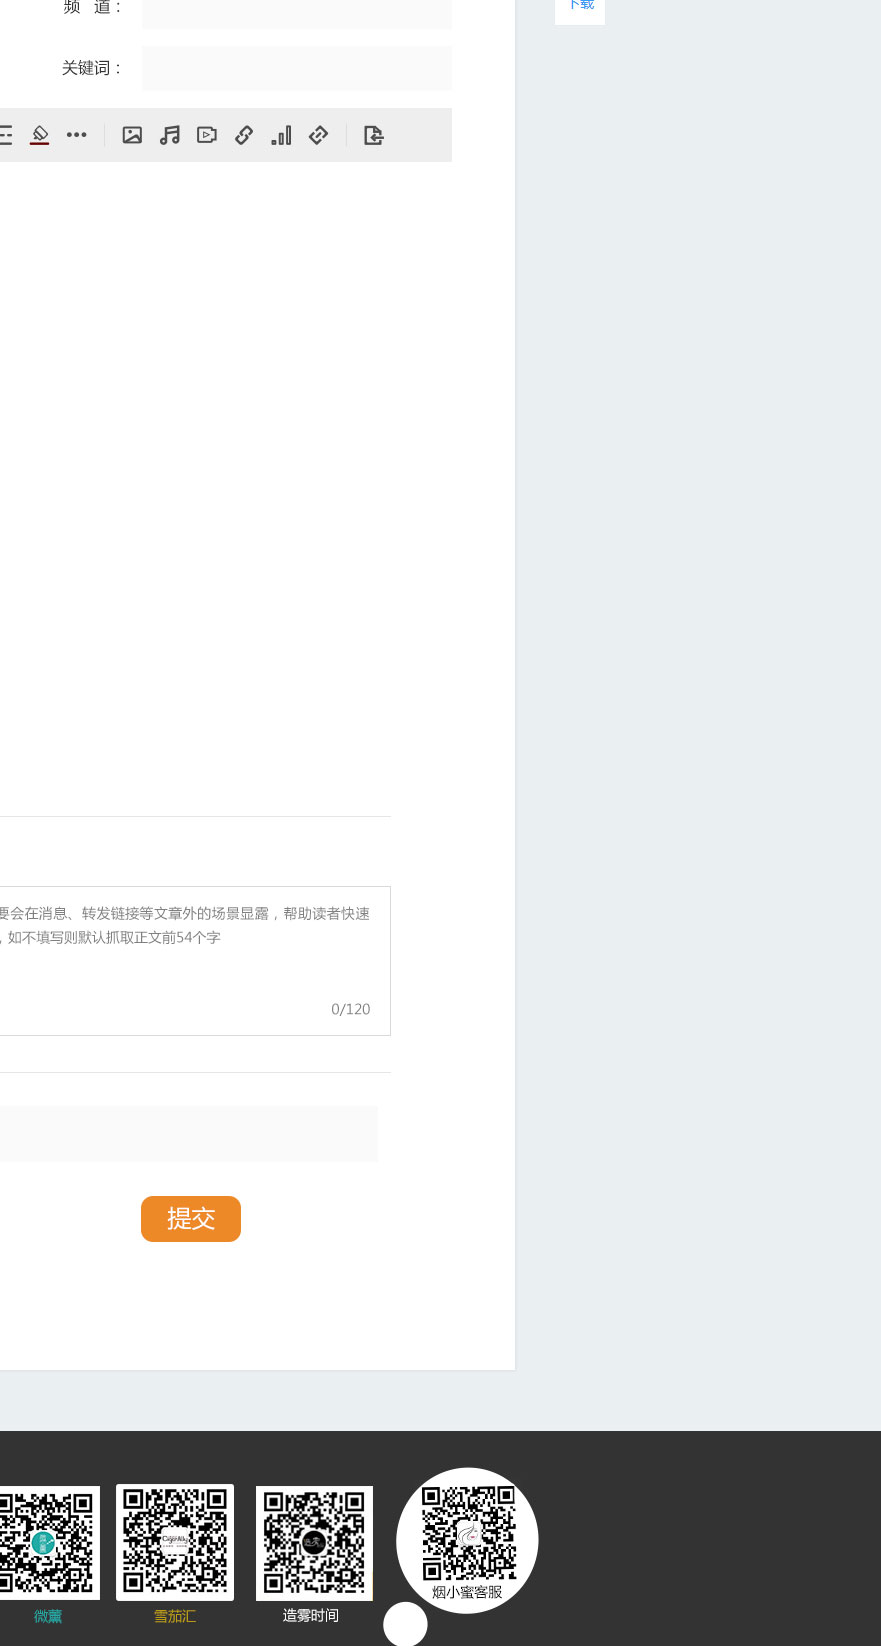 频 道：
下载
关键词：
要会在消息、转发链接等文章外的场景显露，帮助读者快速
，如不填写则默认抓取正文前54个字
0/120
提交
烟小蜜客服
微薰
雪茄汇
造雾时间